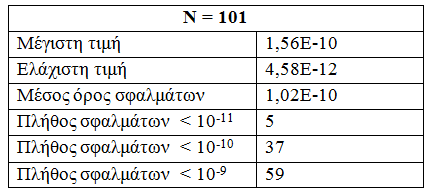 N = 101
Μέγιστη τιμή 1,56E-10
Ελάχιστη τιμή 4,58E-12
Μέσος όρος σφαλμάτων 1,02E-10
Πλήθος σφαλμάτων < 10⁻¹¹ 5
Πλήθος σφαλμάτων < 10⁻¹⁰ 37
Πλήθος σφαλμάτων < 10⁻⁹ 59